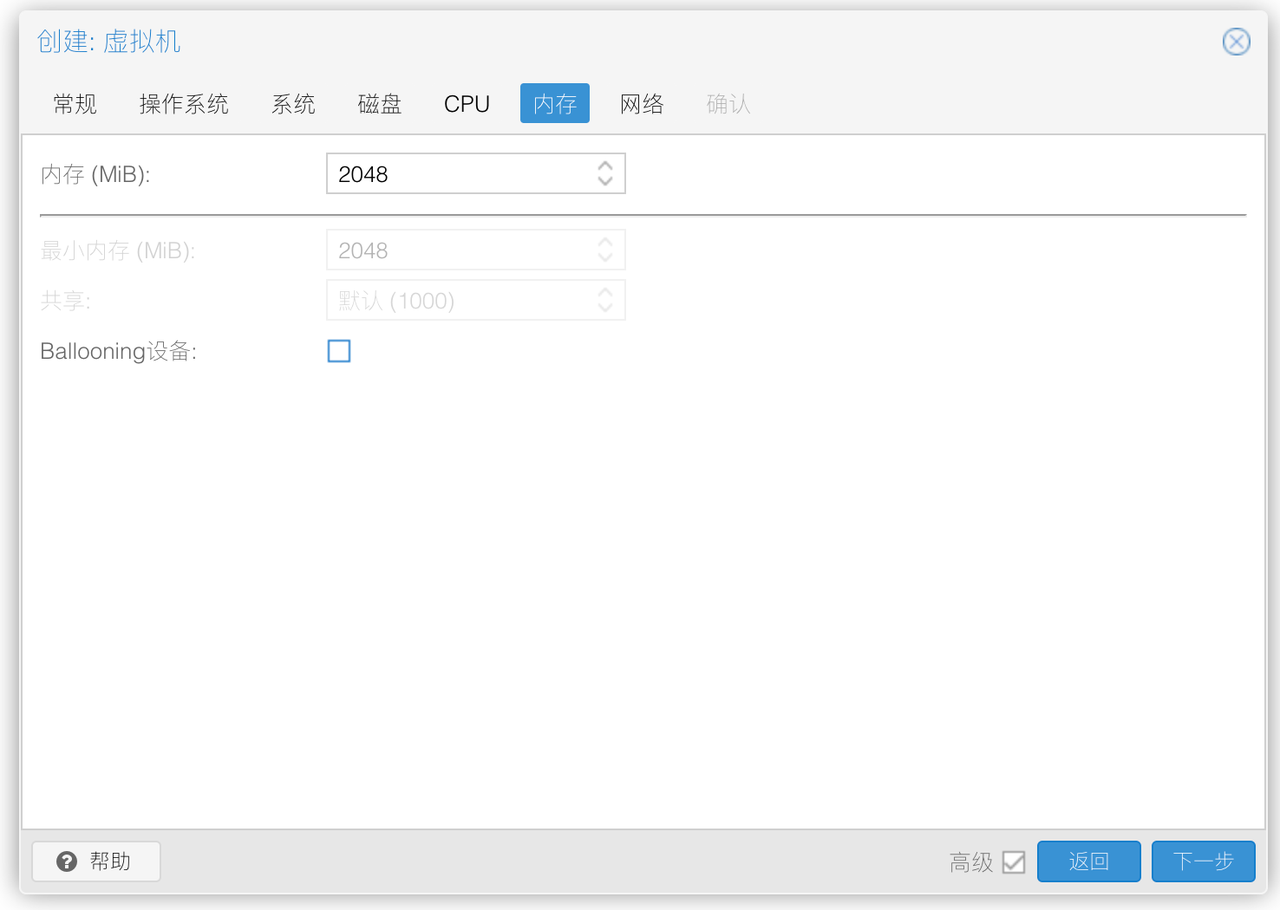 创建: 虚拟机
常规 操作系统 系统 磁盘 CPU 内存 网络 确认
内存 (MiB): 2048
最小内存 (MiB): 2048
共享: 默认 (1000)
Ballooning设备:
帮助 高级 返回 下一步